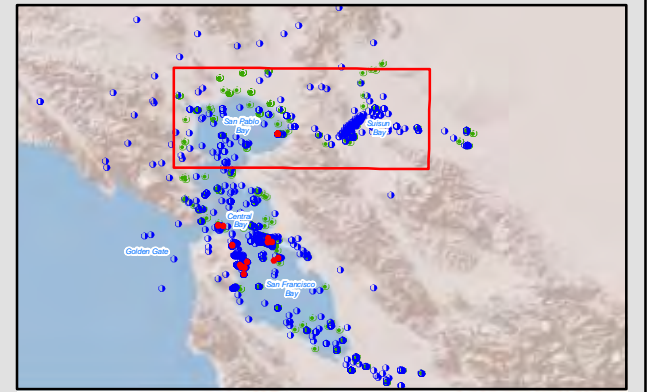 San Pablo
Bay
Suisun
Bay
Central
Bay
Golden Gate
San Francisco
Bay